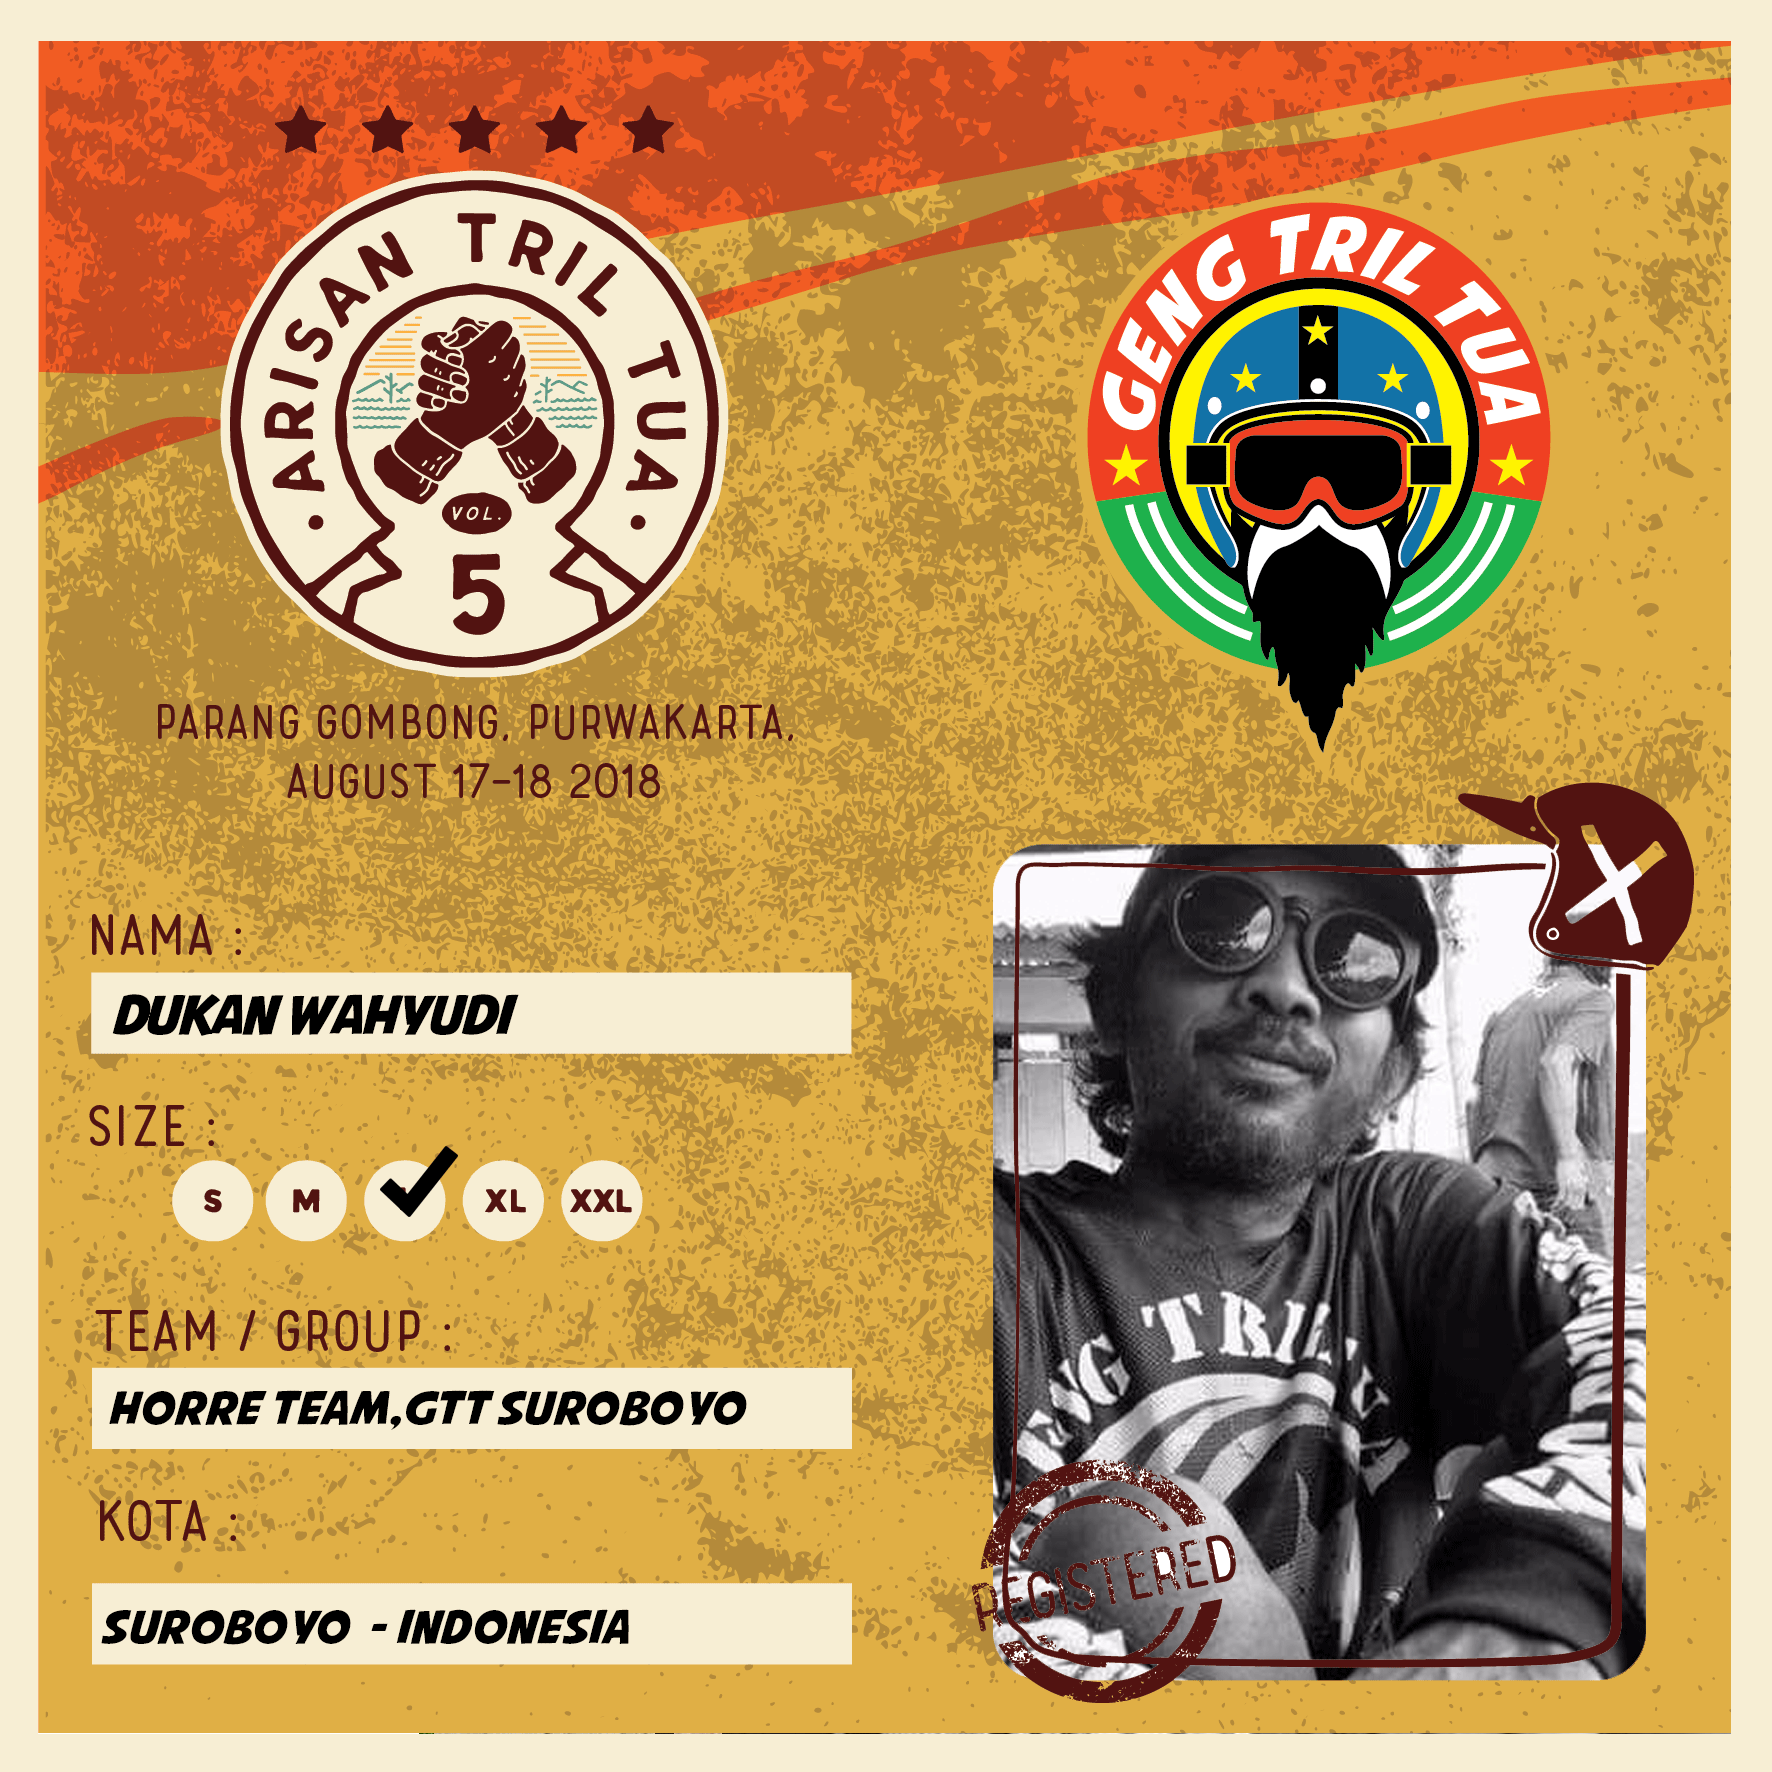 ARISAN TRIL TUA
VOL.
5
GENG TRIL TUA
PARANG GOMBONG, PURWAKARTA,
AUGUST 17-18 2018
NAMA :
DUKAN WAHYUDI
SIZE :
S M XL XXL
TEAM / GROUP :
HORRE TEAM,GTT SUROBOYO
KOTA :
SUROBOYO - INDONESIA
TRIL
REGISTERED